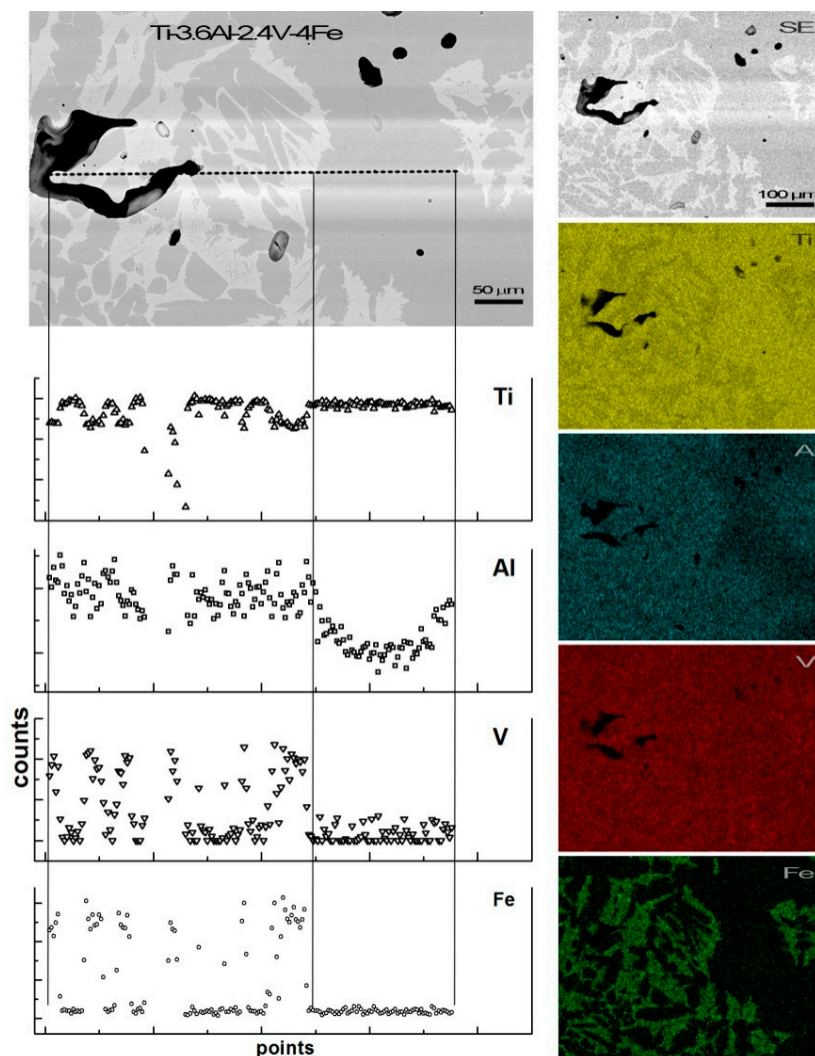 Ti-3.6Al-2.4V-4Fe
50 μm
SE
100 μm
Ti
A
V
Fe
Ti
Al
V
Fe
counts
points